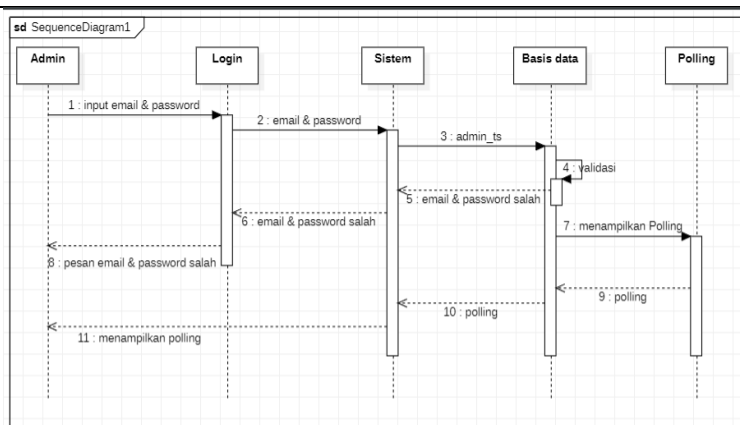 sd SequenceDiagram1
Admin
Login
Sistem
Basis data
Polling
1 : input email & password
2 : email & password
3 : admin_ts
4 : validasi
5 : email & password salah
6 : email & password salah
7 : menampilkan Polling
8 : pesan email & password salah
9 : polling
10 : polling
11 : menampilkan polling